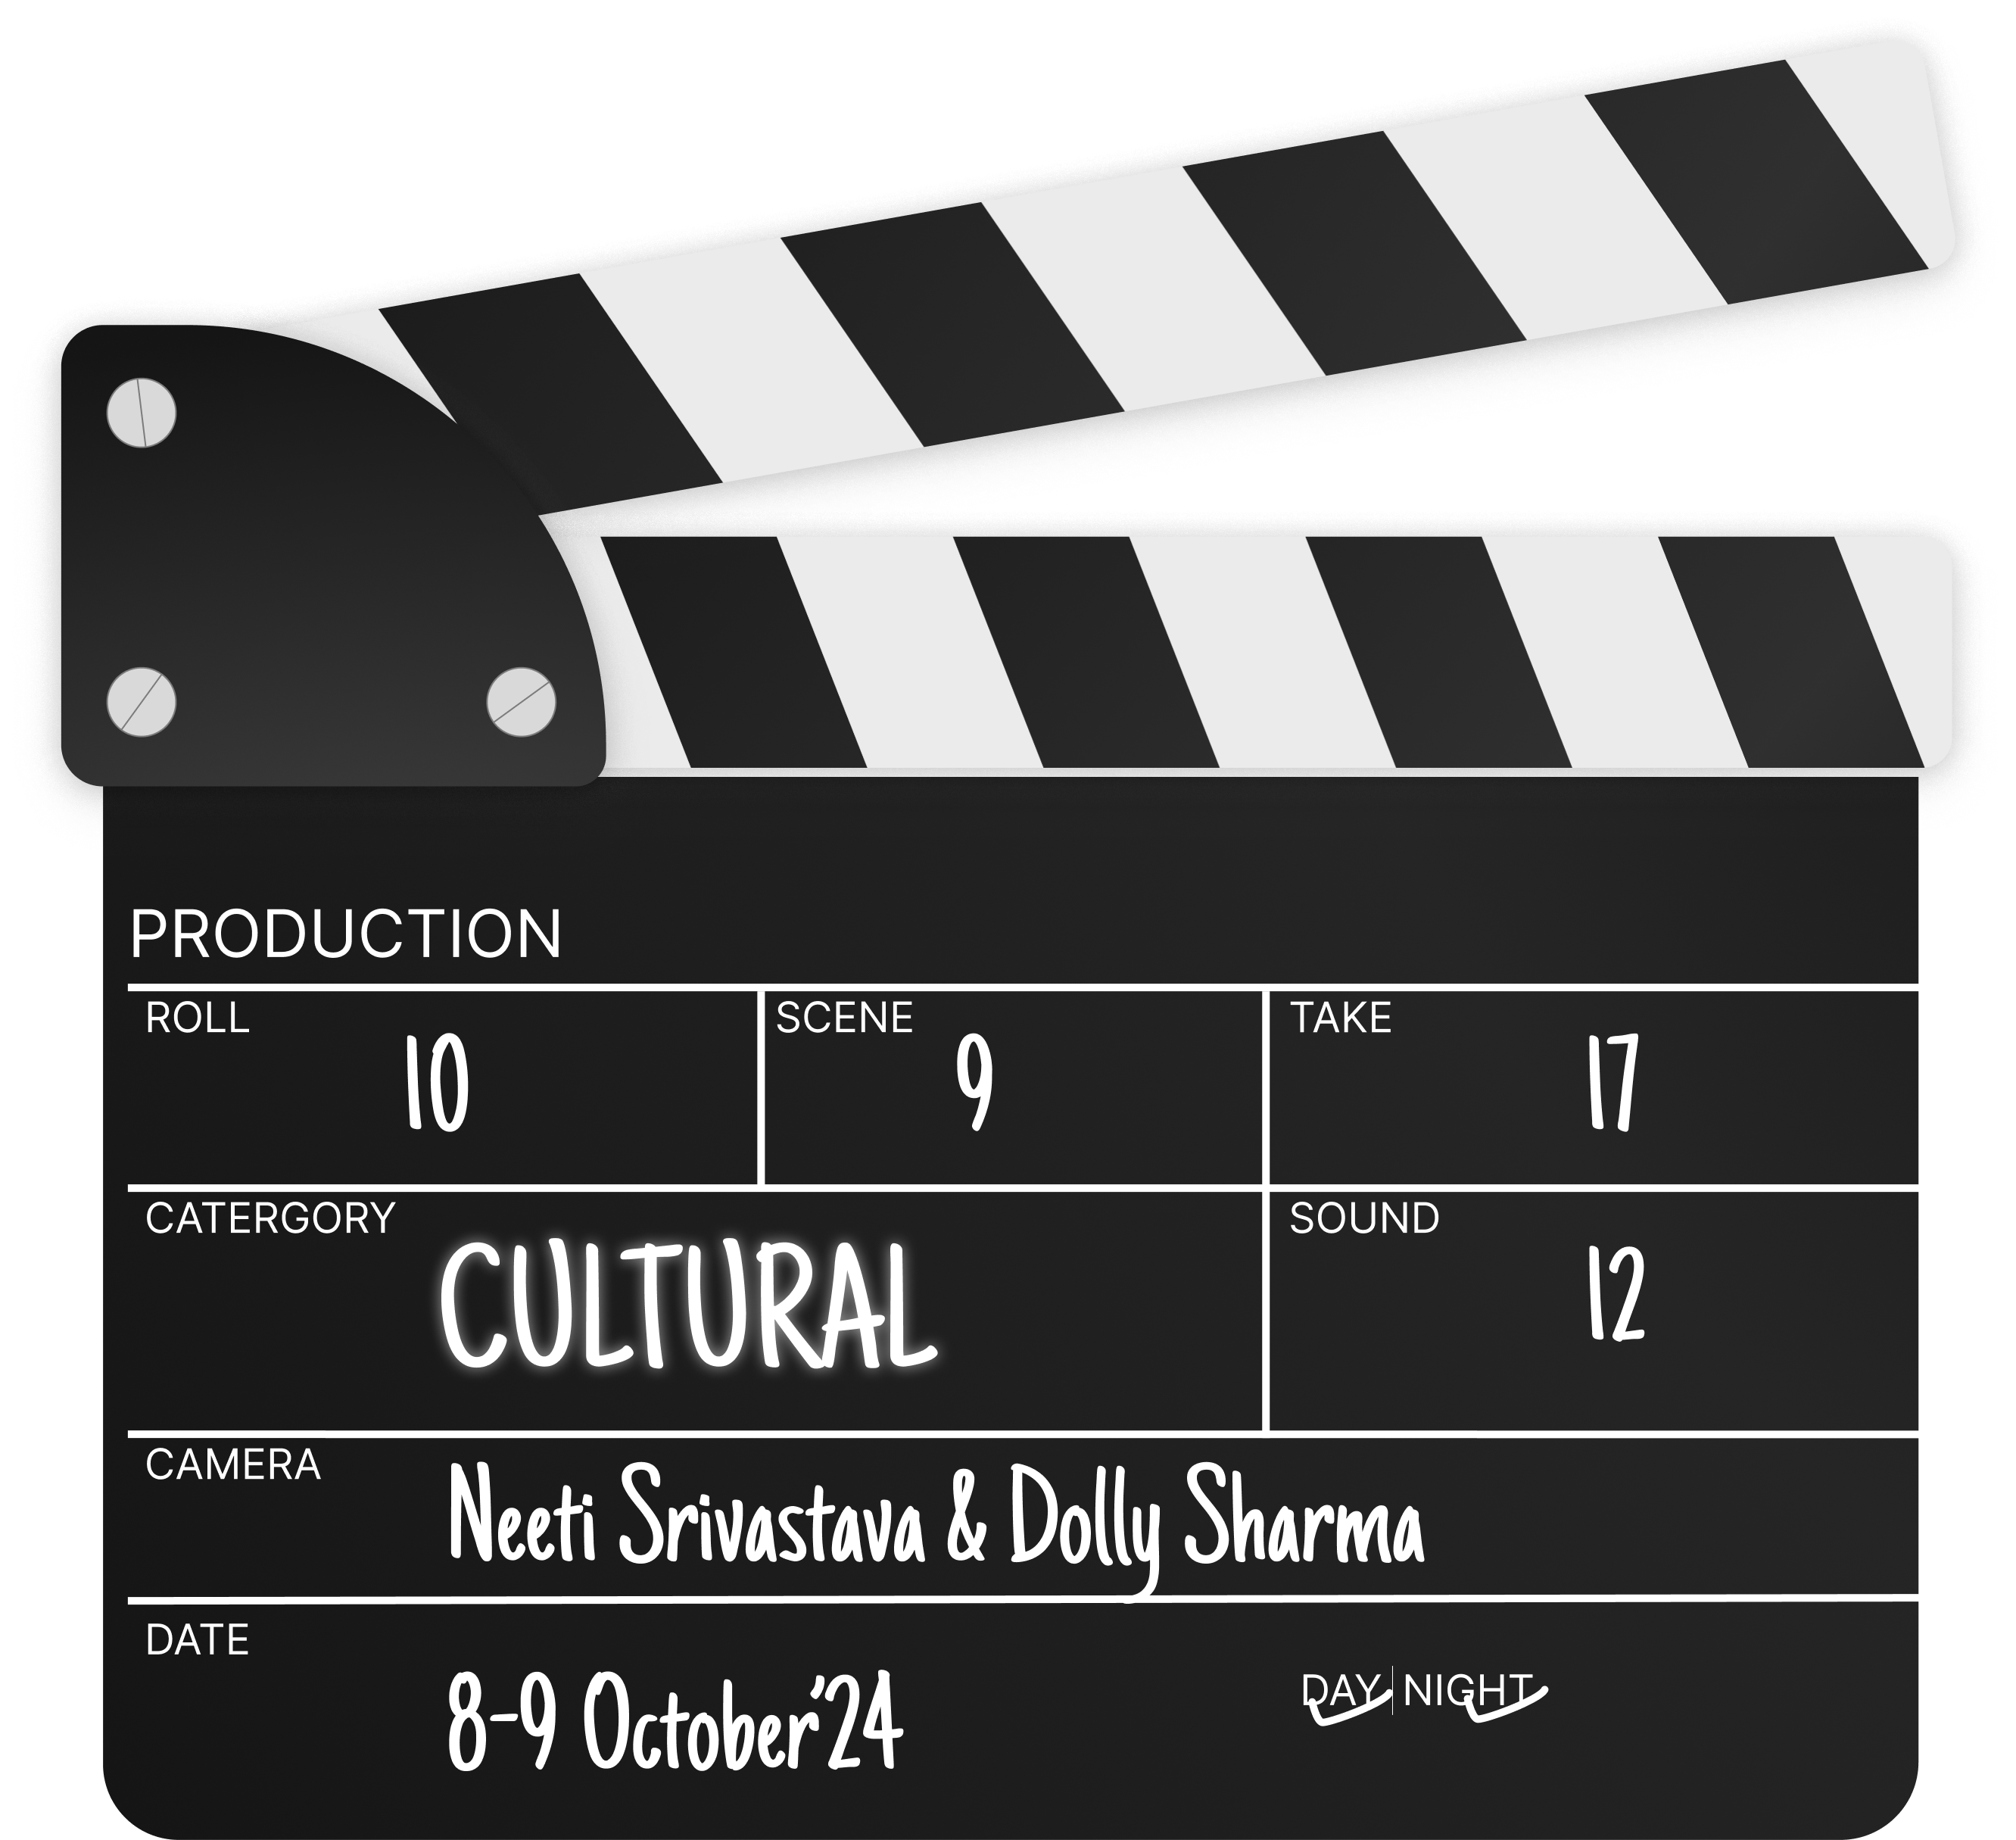 PRODUCTION
ROLL SCENE TAKE
10 9 17
CATERGORY SOUND
CULTURAL 12
CAMERA
Neeti Srivastava & Dolly Sharma
DATE
8-9 October'24 DAY NIGHT